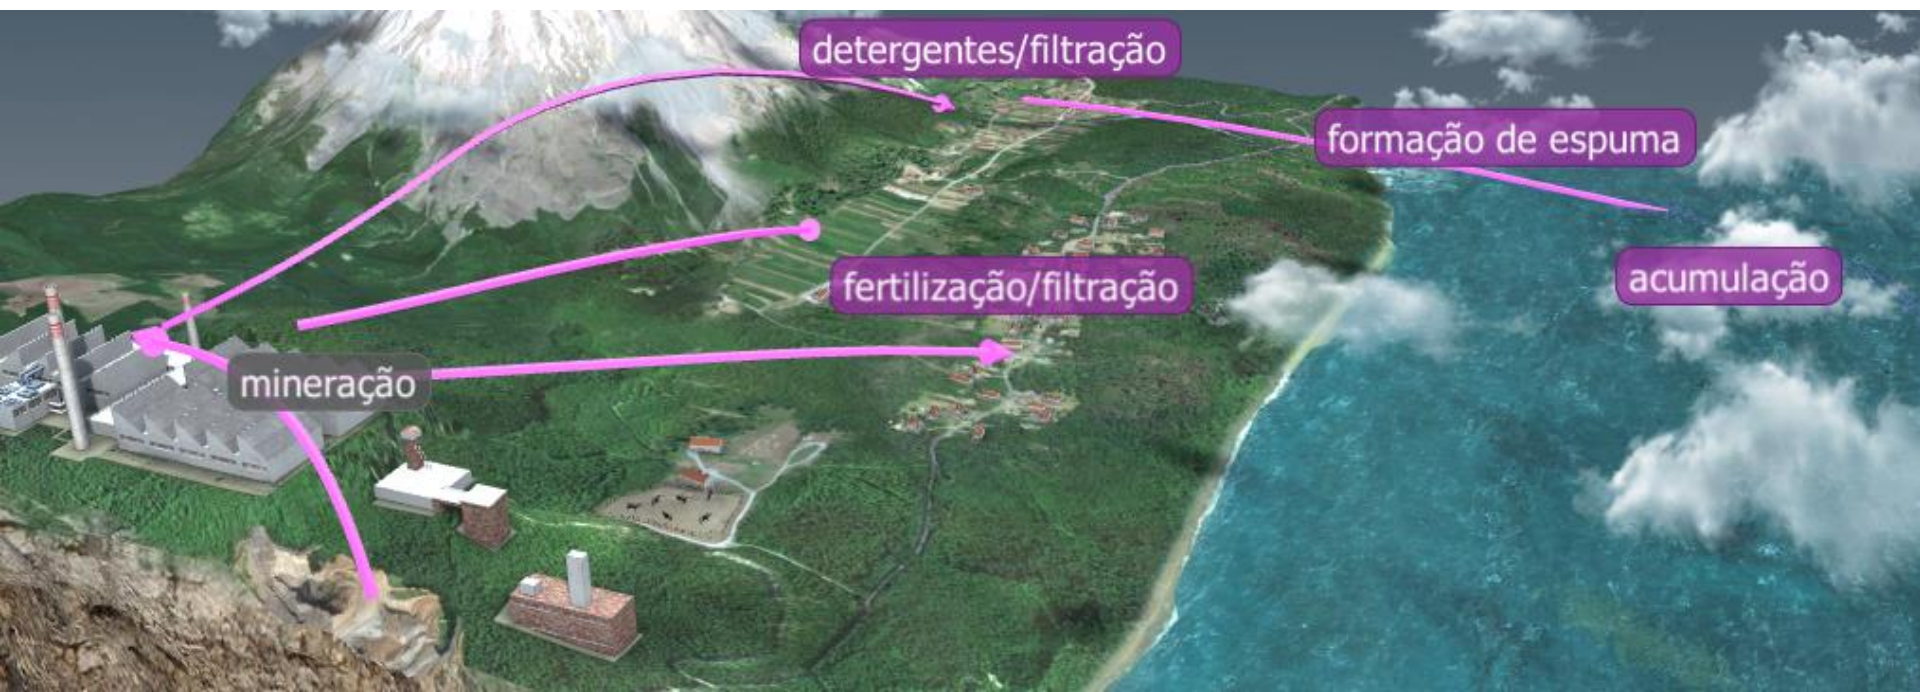 detergentes/filtração
formação de espuma
fertilização/filtração
acumulação
mineração